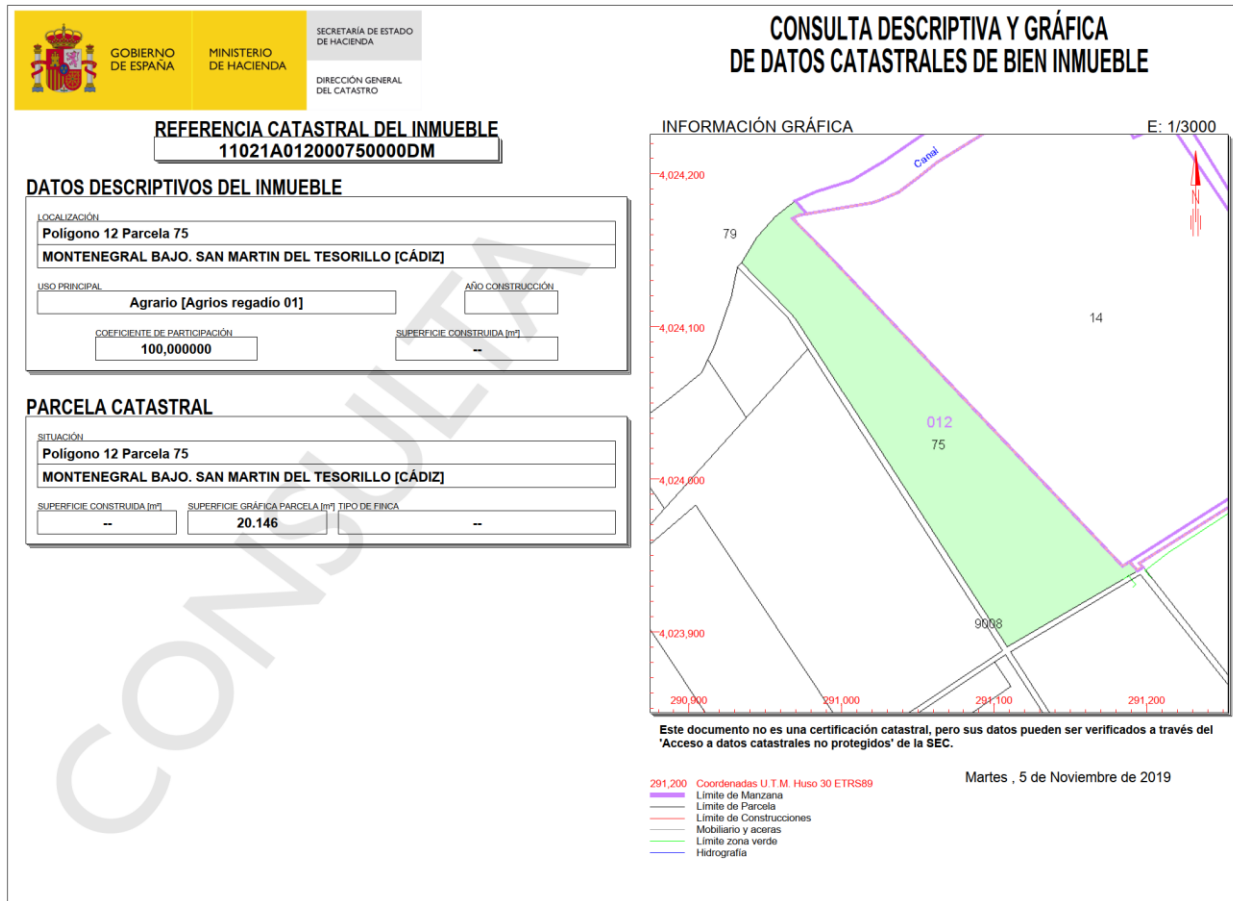 GOBIERNO
DE ESPAÑA
MINISTERIO
DE HACIENDA
SECRETARÍA DE ESTADO
DE HACIENDA
DIRECCIÓN GENERAL
DEL CATASTRO
CONSULTA DESCRIPTIVA Y GRÁFICA
DE DATOS CATASTRALES DE BIEN INMUEBLE
REFERENCIA CATASTRAL DEL INMUEBLE
11021A012000750000DM
DATOS DESCRIPTIVOS DEL INMUEBLE
LOCALIZACIÓN
Polígono 12 Parcela 75
MONTENEGRAL BAJO. SAN MARTIN DEL TESORILLO [CÁDIZ]
USO PRINCIPAL
AÑO CONSTRUCCIÓN
Agrario [Agrios regadío 01]
COEFICIENTE DE PARTICIPACIÓN
SUPERFICIE CONSTRUIDA [m²]
100,000000
--
PARCELA CATASTRAL
SITUACIÓN
Polígono 12 Parcela 75
MONTENEGRAL BAJO. SAN MARTIN DEL TESORILLO [CÁDIZ]
SUPERFICIE CONSTRUIDA [m²]
SUPERFICIE GRÁFICA PARCELA [m²]
TIPO DE FINCA
--
20.146
--
CONSULTA
INFORMACIÓN GRÁFICA
E: 1/3000
Canal
N
4,024,200
79
14
4,024,100
012
75
4,024,000
9008
4,023,900
290,900
291,000
291,100
291,200
Este documento no es una certificación catastral, pero sus datos pueden ser verificados a través del
'Acceso a datos catastrales no protegidos' de la SEC.
Martes , 5 de Noviembre de 2019
291,200 Coordenadas U.T.M. Huso 30 ETRS89
Límite de Manzana
Límite de Parcela
Límite de Construcciones
Mobiliario y aceras
Límite zona verde
Hidrografía